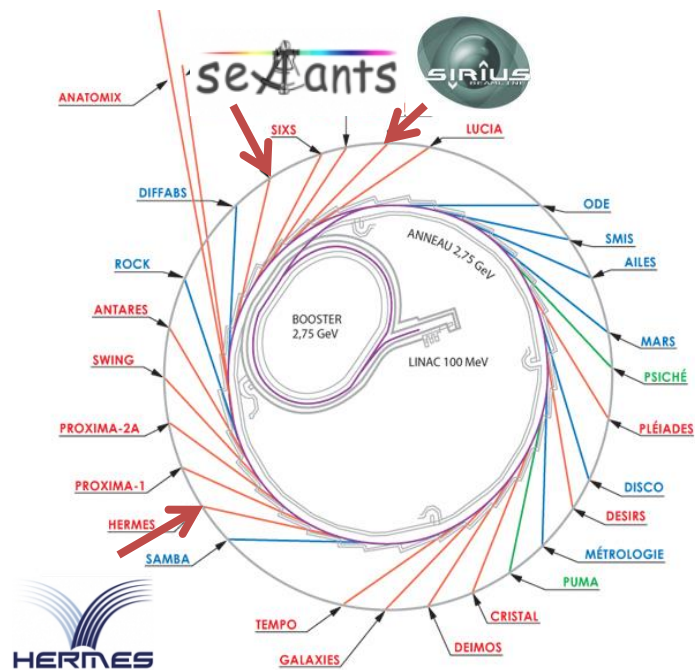 sextants
SIRIUS
BEAMLINE
ANATOMIX
SIXS
LUCIA
DIFFABS
ODE
SMIS
ANNEAU 2,75 GeV
ROCK
AILES
ANTARES
BOOSTER
2,75 GeV
MARS
SWING
LINAC 100 MeV
PSICHÉ
PROXIMA-2A
PLÉIADES
PROXIMA-1
DISCO
HERMES
DESIRS
SAMBA
MÉTROLOGIE
PUMA
TEMPO
CRISTAL
DEIMOS
GALAXIES
HERMES